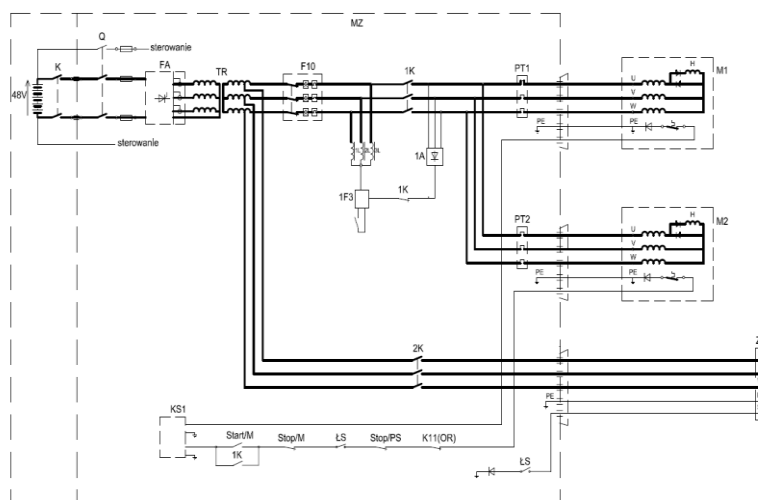 MZ
Q
sterowanie
K
FA
TR
F10
1K
PT1
H
M1
48V
U
V
W
PE
PE
sterowanie
1A
1F3
1K
PT2
H
M2
U
V
W
PE
PE
2K
KS1
PE
Start/M
Stop/M
ŁS
Stop/PS
K11(OR)
1K
ŁS